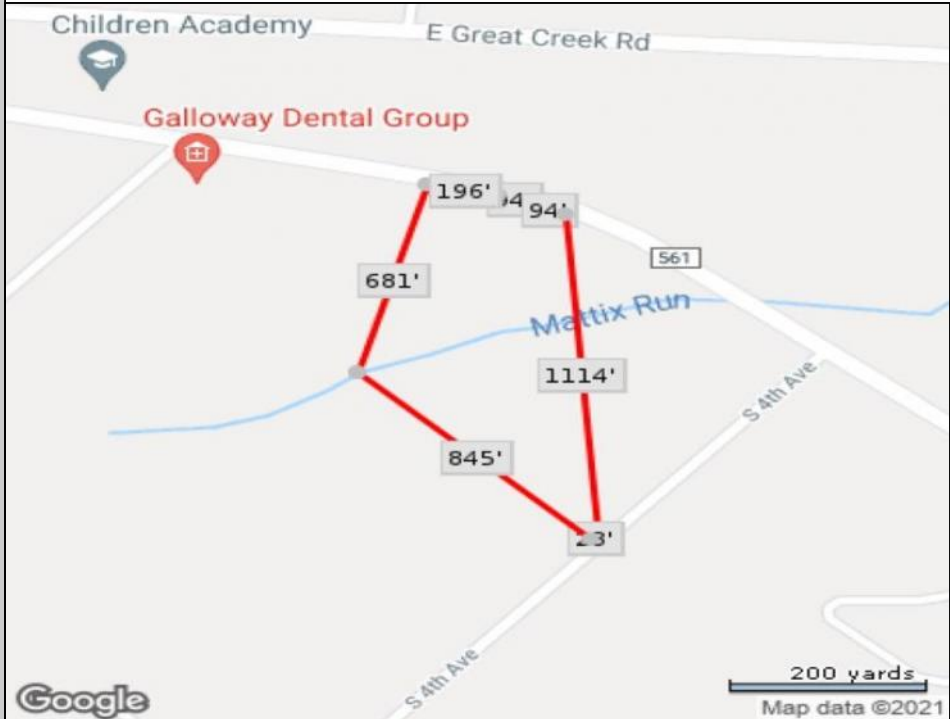 Children Academy
E Great Creek Rd
Galloway Dental Group
196'
94'
681'
561
Mattix Run
1114'
S 4th Ave
845'
S 4th Ave
200 yards
Google
Map data ©2021